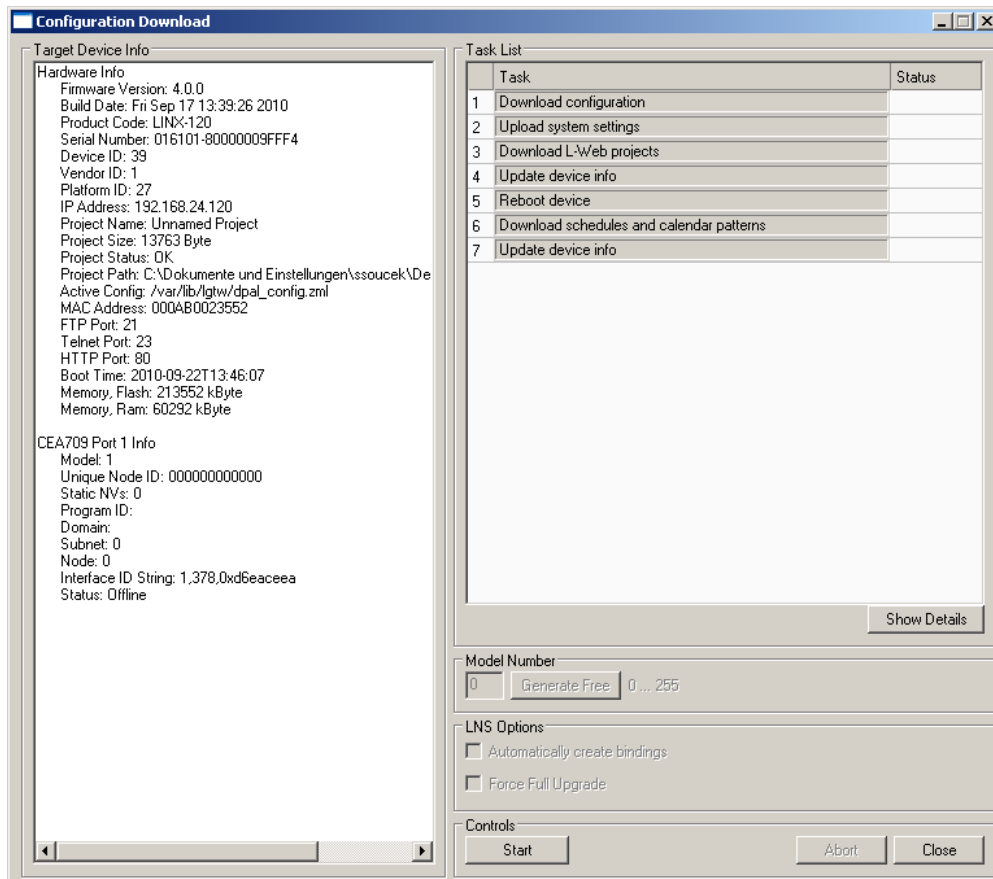 Configuration Download
Target Device Info
Hardware Info
Firmware Version: 4.0.0
Build Date: Fri Sep 17 13:39:26 2010
Product Code: LINX-120
Serial Number: 016101-80000009FFF4
Device ID: 39
Vendor ID: 1
Platform ID: 27
IP Address: 192.168.24.120
Project Name: Unnamed Project
Project Size: 13763 Byte
Project Status: OK
Project Path: C:\Dokumente und Einstellungen\ssoucek\De
Active Config: /var/lib/lgtw/dpal_config.zml
MAC Address: 000AB0023552
FTP Port: 21
Telnet Port: 23
HTTP Port: 80
Boot Time: 2010-09-22T13:46:07
Memory, Flash: 213552 kByte
Memory, Ram: 60292 kByte
CEA709 Port 1 Info
Model: 1
Unique Node ID: 000000000000
Static NVs: 0
Program ID:
Domain:
Subnet: 0
Node: 0
Interface ID String: 1,378,0xd6eaceea
Status: Offline
Task List
Task Status
1 Download configuration
2 Upload system settings
3 Download L-Web projects
4 Update device info
5 Reboot device
6 Download schedules and calendar patterns
7 Update device info
Show Details
Model Number
0 Generate Free 0 ... 255
LNS Options
Automatically create bindings
Force Full Upgrade
Controls
Start Abort Close